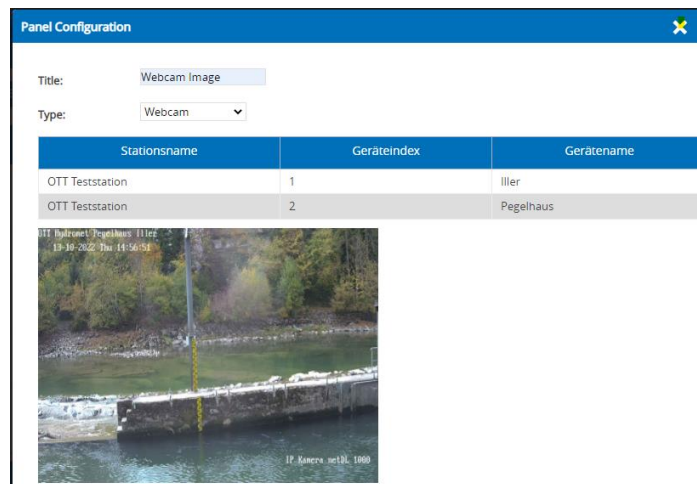 Panel Configuration
Title: Webcam Image
Type: Webcam
Stationsname Geräteindex Gerätename
OTT Teststation 1 Iller
OTT Teststation 2 Pegelhaus
OTT Hydronet Pegelhaus Iller
13-10-2022 Thu 14:56:51
IP Kamera netDL 1000